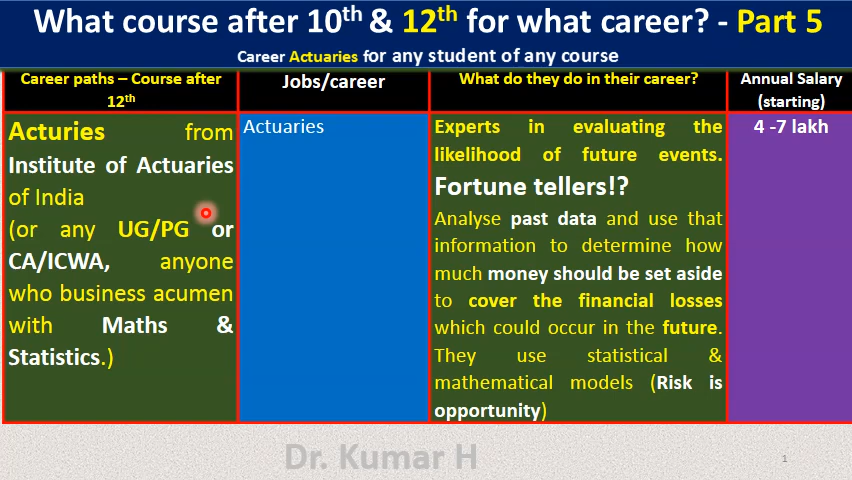 What course after 10th & 12th for what career? - Part 5
Career Actuaries for any student of any course
Career paths – Course after
12th
Jobs/career
What do they do in their career?
Annual Salary
(starting)
Acturies from
Institute of Actuaries
of India
(or any UG/PG or
CA/ICWA, anyone
who business acumen
with Maths &
Statistics.)
Actuaries
Experts in evaluating the
likelihood of future events.
Fortune tellers!?
Analyse past data and use that
information to determine how
much money should be set aside
to cover the financial losses
which could occur in the future.
They use statistical &
mathematical models (Risk is
opportunity)
4 -7 lakh
Dr. Kumar H
1